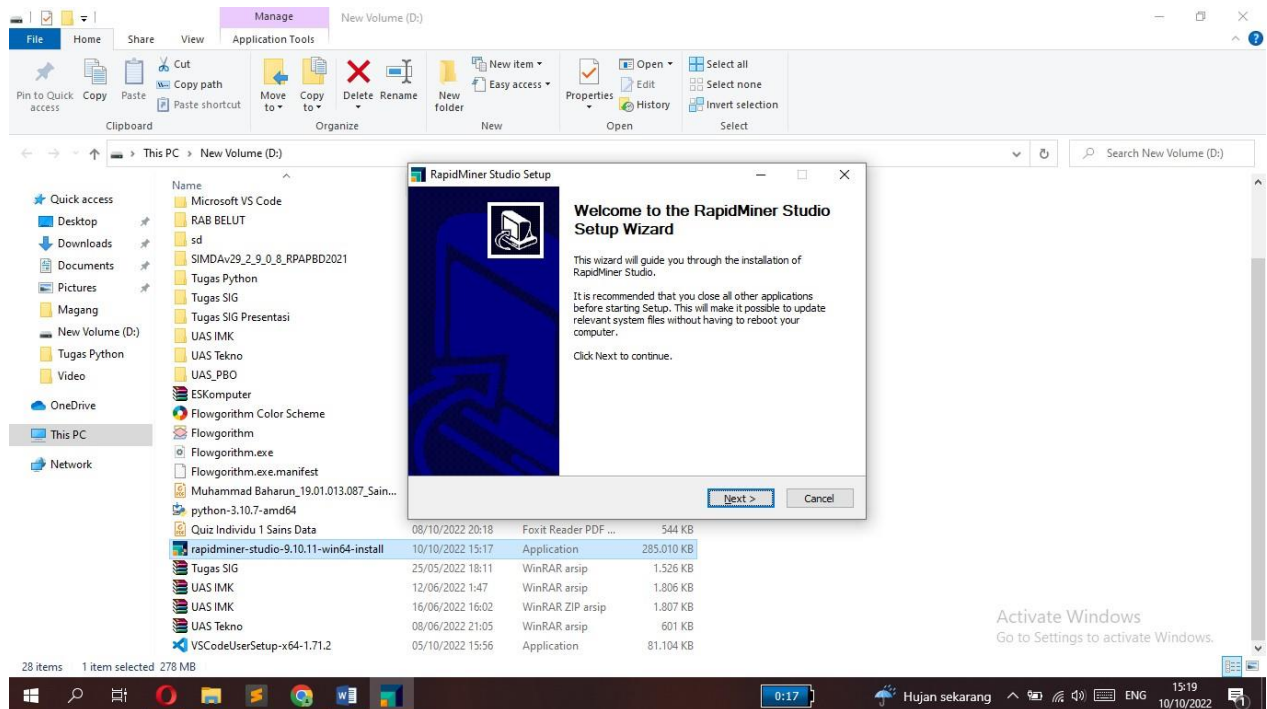 Manage
New Volume (D:)
File
Home
Share
View
Application Tools
Pin to Quick access
Copy
Paste
Cut
Copy path
Paste shortcut
Clipboard
Move to
Copy to
Delete
Rename
Organize
New folder
New item
Easy access
New
Properties
Open
Edit
History
Open
Select all
Select none
Invert selection
Select
This PC > New Volume (D:)
Search New Volume (D:)
Quick access
Desktop
Downloads
Documents
Pictures
Magang
New Volume (D:)
Tugas Python
Video
OneDrive
This PC
Network
Name
Microsoft VS Code
RAB BELUT
sd
SIMDAv29_2_9_0_8_RPAPBD2021
Tugas Python
Tugas SIG
Tugas SIG Presentasi
UAS IMK
UAS Tekno
UAS_PBO
ESKomputer
Flowgorithm Color Scheme
Flowgorithm
Flowgorithm.exe
Flowgorithm.exe.manifest
Muhammad Baharun_19.01.013.087_Sain...
python-3.10.7-amd64
Quiz Individu 1 Sains Data 08/10/2022 20:18 Foxit Reader PDF ... 544 KB
rapidminer-studio-9.10.11-win64-install 10/10/2022 15:17 Application 285.010 KB
Tugas SIG 25/05/2022 18:11 WinRAR arsip 1.526 KB
UAS IMK 12/06/2022 1:47 WinRAR arsip 1.806 KB
UAS IMK 16/06/2022 16:02 WinRAR ZIP arsip 1.807 KB
UAS Tekno 08/06/2022 21:05 WinRAR arsip 601 KB
VSCodeUserSetup-x64-1.71.2 05/10/2022 15:56 Application 81.104 KB
RapidMiner Studio Setup
Welcome to the RapidMiner Studio
Setup Wizard
This wizard will guide you through the installation of
RapidMiner Studio.
It is recommended that you close all other applications
before starting Setup. This will make it possible to update
relevant system files without having to reboot your
computer.
Click Next to continue.
Next >
Cancel
Activate Windows
Go to Settings to activate Windows.
28 items 1 item selected 278 MB
0:17
Hujan sekarang
ENG
15:19
10/10/2022